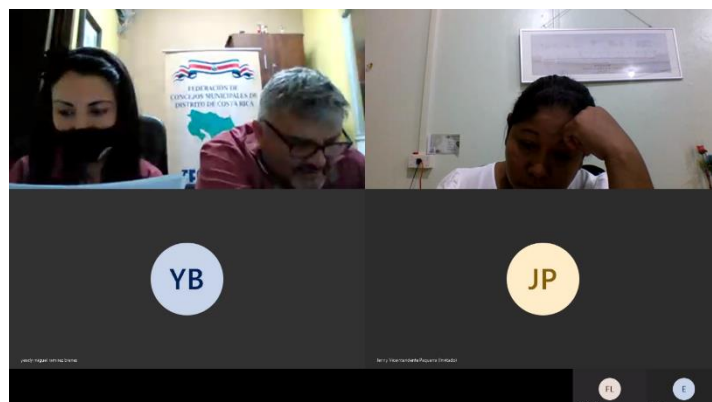 FEDERACIÓN DE
CONCEJOS MUNICIPALES DE
DISTRITO DE COSTA RICA
YB
JP
FL
E